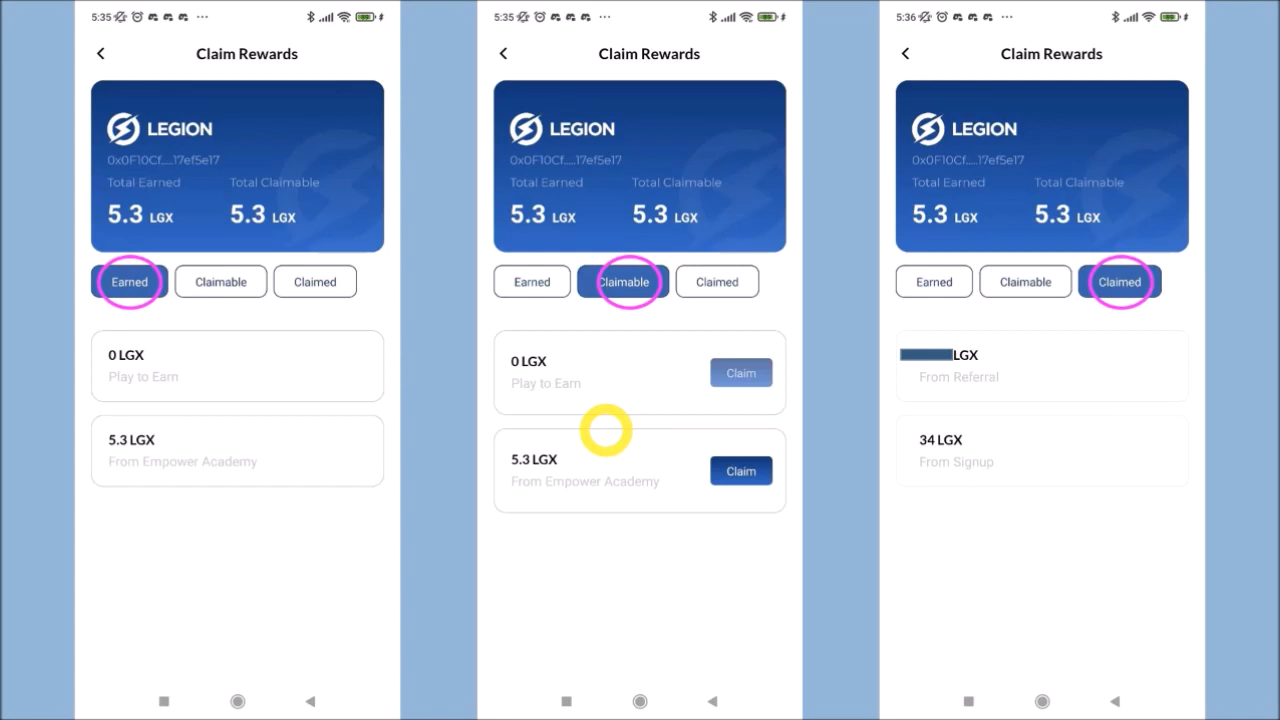 5:35
Claim Rewards
LEGION
0x0F10Cf.....17ef5e17
Total Earned Total Claimable
5.3 LGX 5.3 LGX
Earned Claimable Claimed
0 LGX
Play to Earn
5.3 LGX
From Empower Academy
5:35
Claim Rewards
LEGION
0x0F10Cf.....17ef5e17
Total Earned Total Claimable
5.3 LGX 5.3 LGX
Earned Claimable Claimed
0 LGX
Play to Earn
Claim
5.3 LGX
From Empower Academy
Claim
5:36
Claim Rewards
LEGION
0x0F10Cf.....17ef5e17
Total Earned Total Claimable
5.3 LGX 5.3 LGX
Earned Claimable Claimed
LGX
From Referral
34 LGX
From Signup